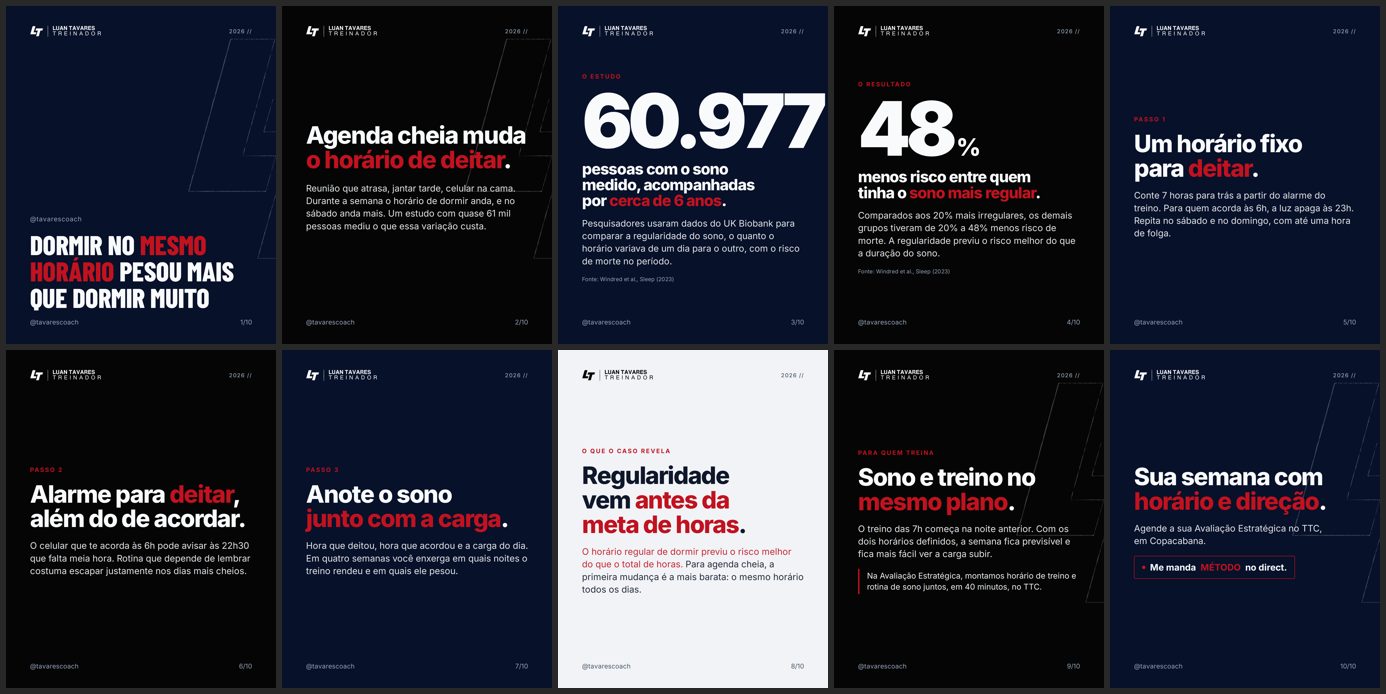 LT | LUAN TAVARES
TREINADOR
2026 //
@tavarescoach
DORMIR NO MESMO
HORÁRIO PESOU MAIS
QUE DORMIR MUITO
@tavarescoach
1/10
LT | LUAN TAVARES
TREINADOR
2026 //
Agenda cheia muda
o horário de deitar.
Reunião que atrasa, jantar tarde, celular na cama.
Durante a semana o horário de dormir anda, e no
sábado anda mais. Um estudo com quase 61 mil
pessoas mediu o que essa variação custa.
@tavarescoach
2/10
LT | LUAN TAVARES
TREINADOR
2026 //
O ESTUDO
60.977
pessoas com o sono
medido, acompanhadas
por cerca de 6 anos.
Pesquisadores usaram dados do UK Biobank para
comparar a regularidade do sono, o quanto o
horário variava de um dia para o outro, com o risco
de morte no período.
Fonte: Windred et al., Sleep (2023)
@tavarescoach
3/10
LT | LUAN TAVARES
TREINADOR
2026 //
O RESULTADO
48%
menos risco entre quem
tinha o sono mais regular.
Comparados aos 20% mais irregulares, os demais
grupos tiveram de 20% a 48% menos risco de
morte. A regularidade previu o risco melhor do que
a duração do sono.
Fonte: Windred et al., Sleep (2023)
@tavarescoach
4/10
LT | LUAN TAVARES
TREINADOR
2026 //
PASSO 1
Um horário fixo
para deitar.
Conte 7 horas para trás a partir do alarme do
treino. Para quem acorda às 6h, a luz apaga às 23h.
Repita no sábado e no domingo, com até uma hora
de folga.
@tavarescoach
5/10
LT | LUAN TAVARES
TREINADOR
2026 //
PASSO 2
Alarme para deitar,
além do de acordar.
O celular que te acorda às 6h pode avisar às 22h30
que falta meia hora. Rotina que depende de lembrar
costuma escapar justamente nos dias mais cheios.
@tavarescoach
6/10
LT | LUAN TAVARES
TREINADOR
2026 //
PASSO 3
Anote o sono
junto com a carga.
Hora que deitou, hora que acordou e a carga do dia.
Em quatro semanas você enxerga em quais noites o
treino rendeu e em quais ele pesou.
@tavarescoach
7/10
LT | LUAN TAVARES
TREINADOR
2026 //
O QUE O CASO REVELA
Regularidade
vem antes da
meta de horas.
O horário regular de dormir previu o risco melhor
do que o total de horas. Para agenda cheia, a
primeira mudança é a mais barata: o mesmo horário
todos os dias.
@tavarescoach
8/10
LT | LUAN TAVARES
TREINADOR
2026 //
PARA QUEM TREINA
Sono e treino no
mesmo plano.
O treino das 7h começa na noite anterior. Com os
dois horários definidos, a semana fica previsível e
fica mais fácil ver a carga subir.
Na Avaliação Estratégica, montamos horário de treino e
rotina de sono juntos, em 40 minutos, no TTC.
@tavarescoach
9/10
LT | LUAN TAVARES
TREINADOR
2026 //
Sua semana com
horário e direção.
Agende a sua Avaliação Estratégica no TTC,
em Copacabana.
• Me manda MÉTODO no direct.
@tavarescoach
10/10